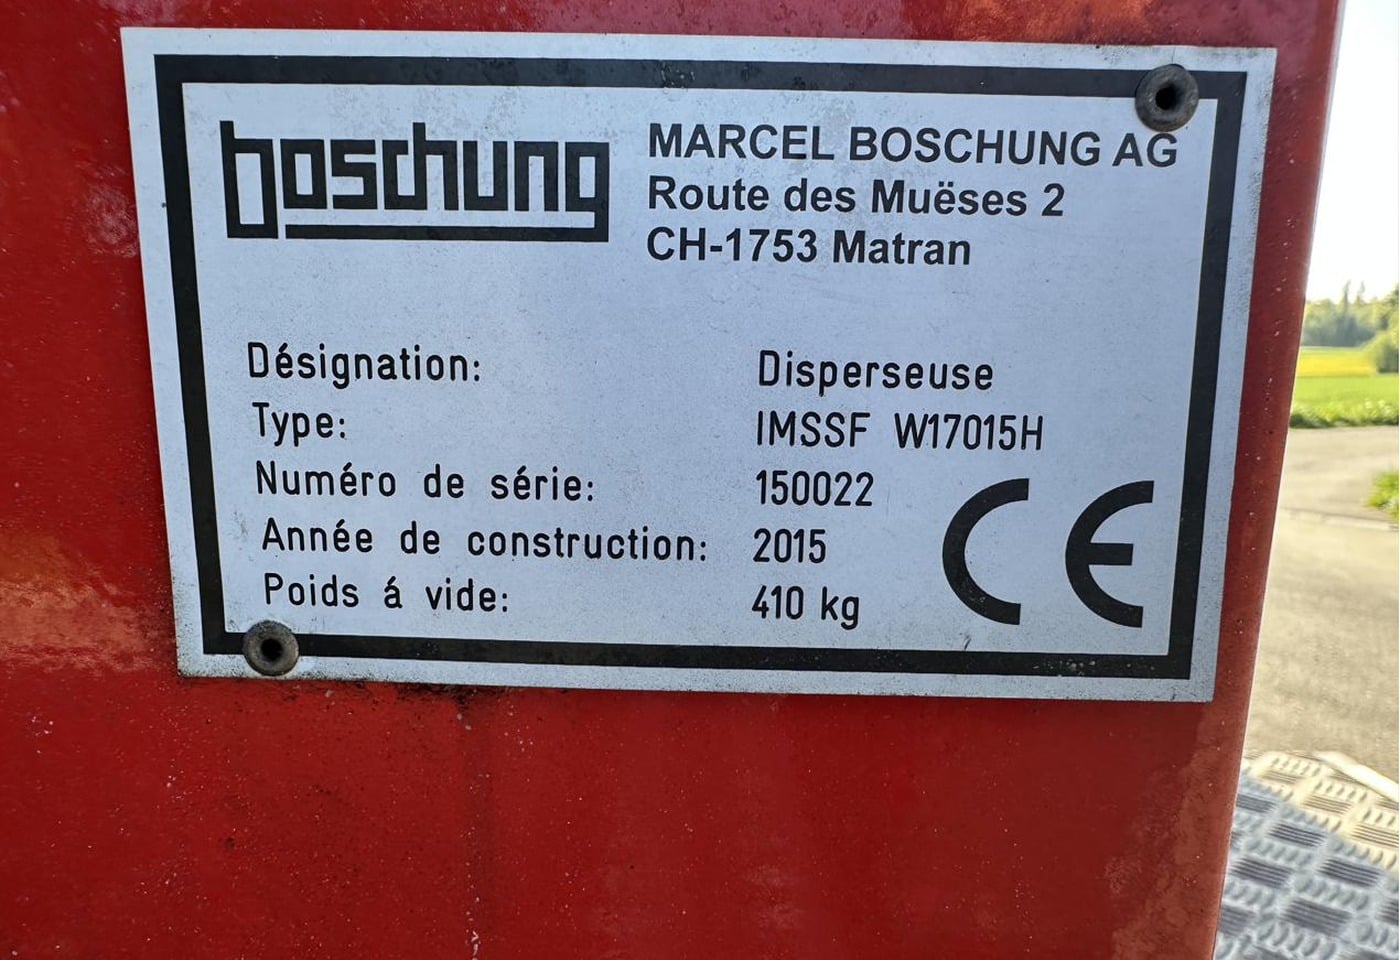 boschung
MARCEL BOSCHUNG AG
Route des Muëses 2
CH-1753 Matran
Désignation: Disperseuse
Type: IMSSF W17015H
Numéro de série: 150022
Année de construction: 2015
Poids á vide: 410 kg
CE